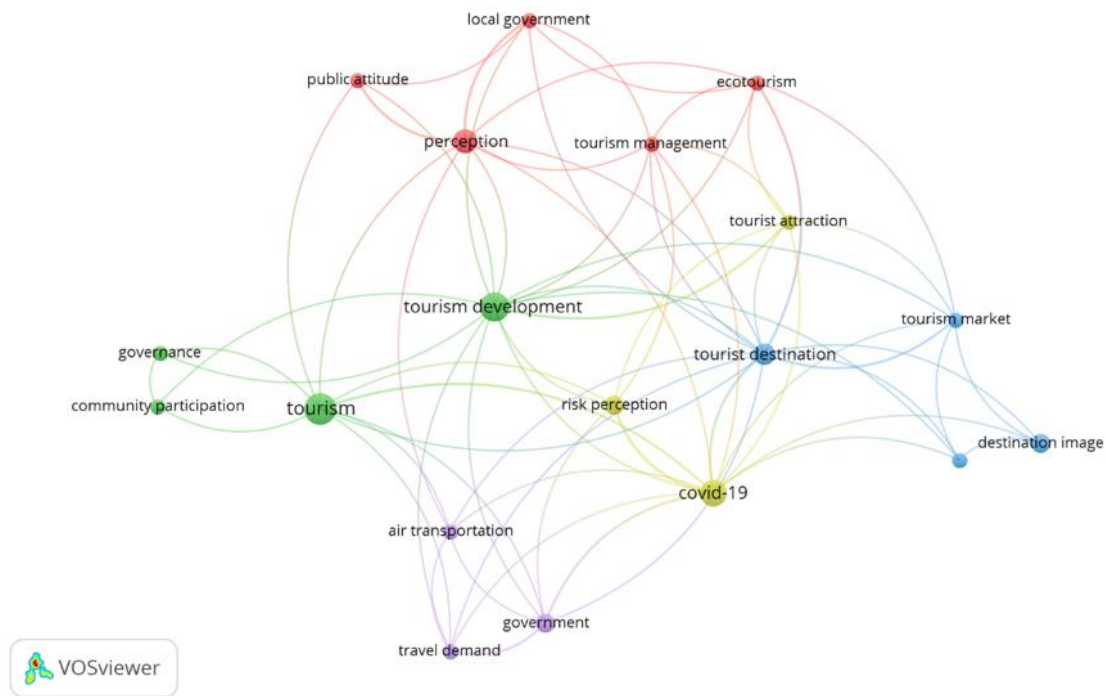 local government
public attitude
ecotourism
perception
tourism management
tourist attraction
tourism development
tourism market
governance
tourist destination
community participation
tourism
risk perception
destination image
covid-19
air transportation
government
travel demand
VOSviewer